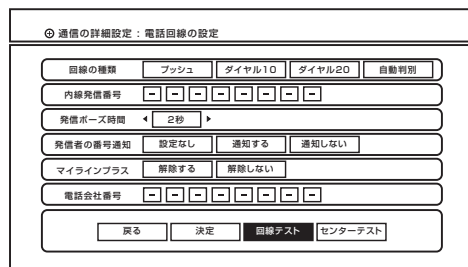 通信の詳細設定：電話回線の設定
回線の種類 プッシュ ダイヤル10 ダイヤル20 自動判別
内線発信番号 - - - - - - - -
発信ポーズ時間 2秒
発信者の番号通知 設定なし 通知する 通知しない
マイラインプラス 解除する 解除しない
電話会社番号 - - - - - - - -
戻る 決定 回線テスト センターテスト